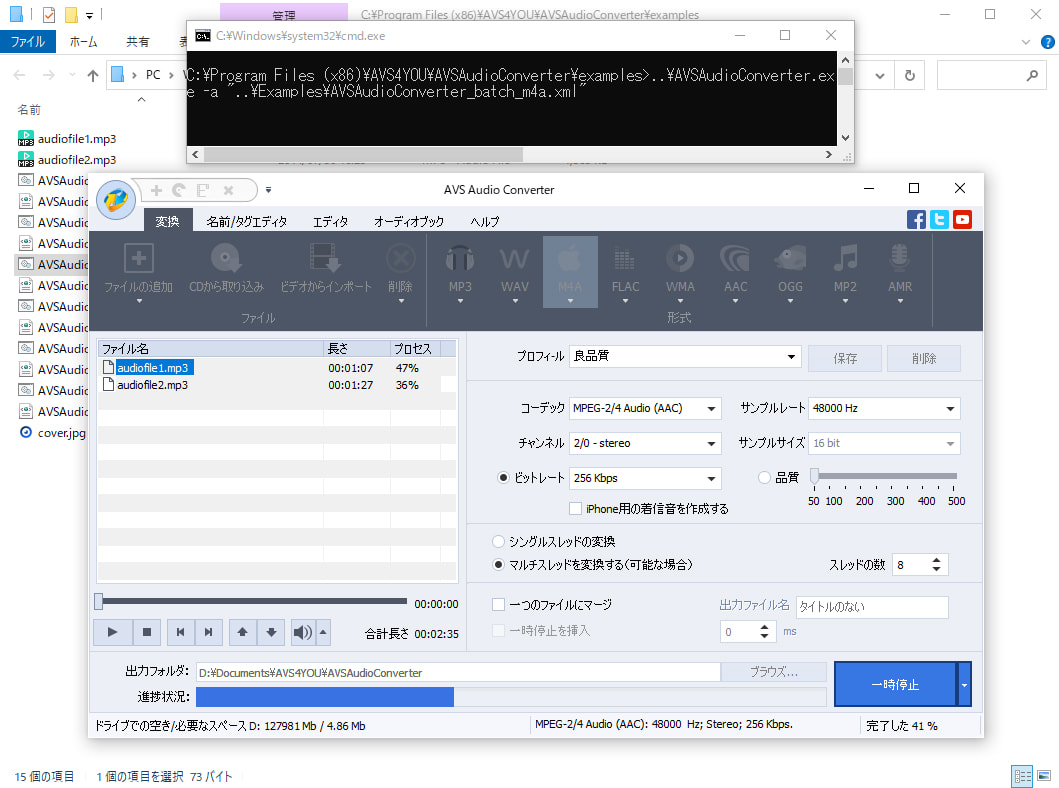 管理
C:¥Program Files (x86)¥AVS4YOU¥AVSAudioConverter¥examples
ファイル
ホーム
共有
C:¥Windows¥system32¥cmd.exe
PC
C:¥Program Files (x86)¥AVS4YOU¥AVSAudioConverter¥examples>..¥AVSAudioConverter.ex
e -a "..¥Examples¥AVSAudioConverter_batch_m4a.xml"
名前
audiofile1.mp3
audiofile2.mp3
AVSAudio
AVSAudio
AVSAudio
AVSAudio
AVSAudio
AVSAudio
AVSAudio
AVSAudio
AVSAudio
AVSAudio
AVSAudio
AVSAudio
cover.jpg
AVS Audio Converter
変換
名前/タグエディタ
エディタ
オーディオブック
ヘルプ
ファイルの追加
CDから取り込み
ビデオからインポート
削除
MP3
WAV
M4A
FLAC
WMA
AAC
OGG
MP2
AMR
ファイル
形式
ファイル名 長さ プロセス
audiofile1.mp3 00:01:07 47%
audiofile2.mp3 00:01:27 36%
プロフィール 良品質 保存 削除
コーデック MPEG-2/4 Audio (AAC) サンプルレート 48000 Hz
チャンネル 2/0 - stereo サンプルサイズ 16 bit
ビットレート 256 Kbps 品質
50 100 200 300 400 500
iPhone用の着信音を作成する
シングルスレッドの変換
マルチスレッドを変換する(可能な場合) スレッドの数 8
一つのファイルにマージ 出力ファイル名 タイトルのない
一時停止を挿入 0 ms
00:00:00
合計長さ 00:02:35
出力フォルダ: D:¥Documents¥AVS4YOU¥AVSAudioConverter ブラウズ...
進捗状況:
一時停止
ドライブでの空き/必要なスペース D: 127981 Mb / 4.86 Mb
MPEG-2/4 Audio (AAC): 48000 Hz; Stereo; 256 Kbps.
完了した 41 %
15 個の項目 1 個の項目を選択 73 バイト